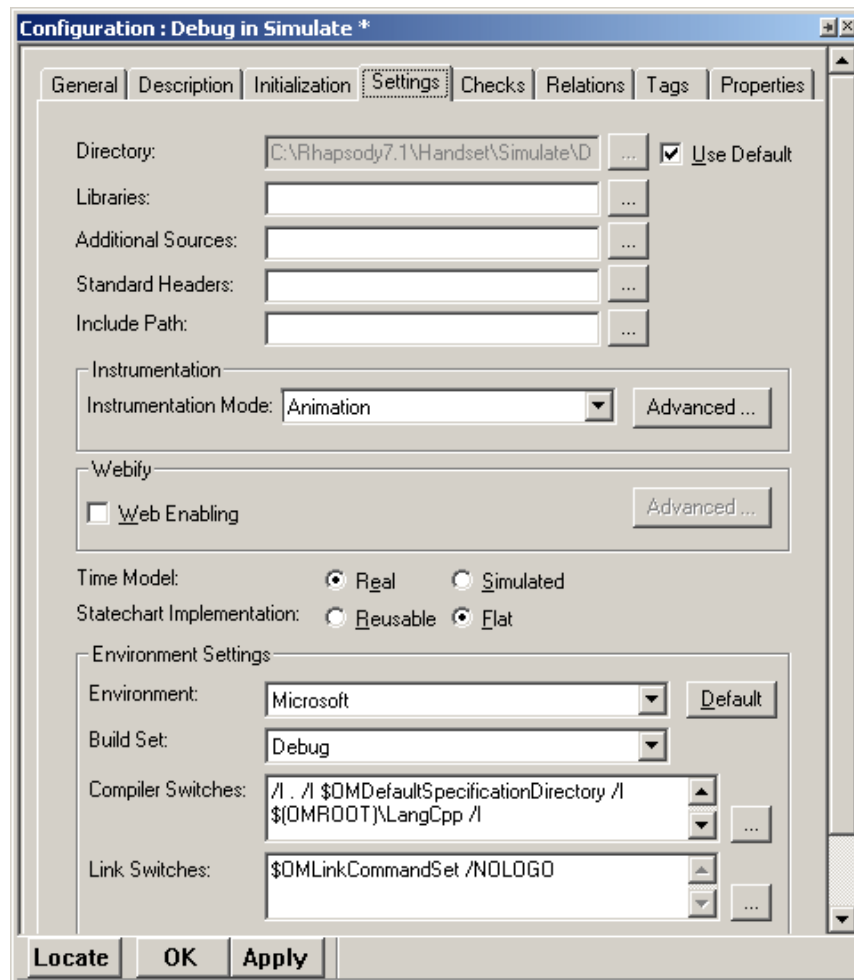 Configuration : Debug in Simulate *
General Description Initialization Settings Checks Relations Tags Properties
Directory: C:\Rhapsody7.1\Handset\Simulate\D ... Use Default
Libraries: ...
Additional Sources: ...
Standard Headers: ...
Include Path: ...
Instrumentation
Instrumentation Mode: Animation Advanced ...
Webify
Web Enabling Advanced ...
Time Model: Real Simulated
Statechart Implementation: Reusable Flat
Environment Settings
Environment: Microsoft Default
Build Set: Debug
Compiler Switches: /I . /I $OMDefaultSpecificationDirectory /I
$(OMROOT)\LangCpp /I ...
Link Switches: $OMLinkCommandSet /NOLOGO ...
Locate OK Apply